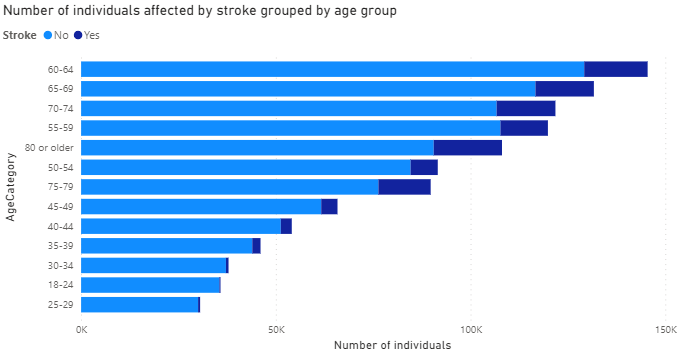 Number of individuals affected by stroke grouped by age group
Stroke No Yes
AgeCategory
60-64
65-69
70-74
55-59
80 or older
50-54
75-79
45-49
40-44
35-39
30-34
18-24
25-29
0K 50K 100K 150K
Number of individuals